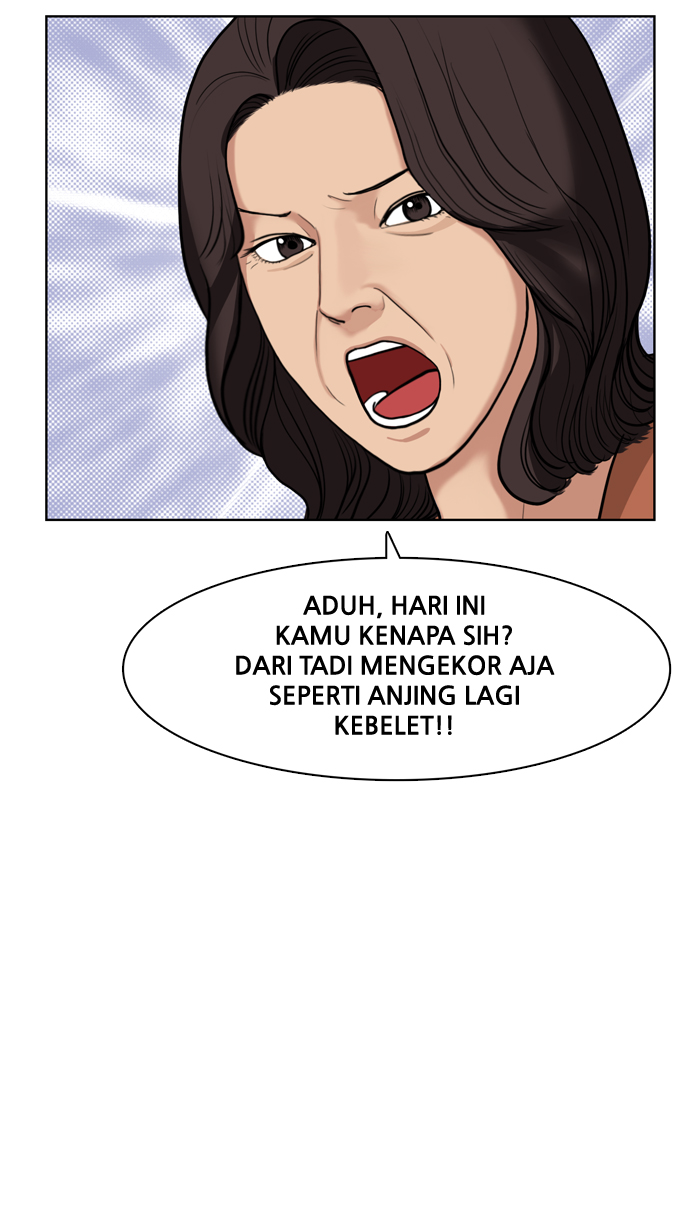 ADUH, HARI INI
KAMU KENAPA SIH?
DARI TADI MENGEKOR AJA
SEPERTI ANJING LAGI
KEBELET!!